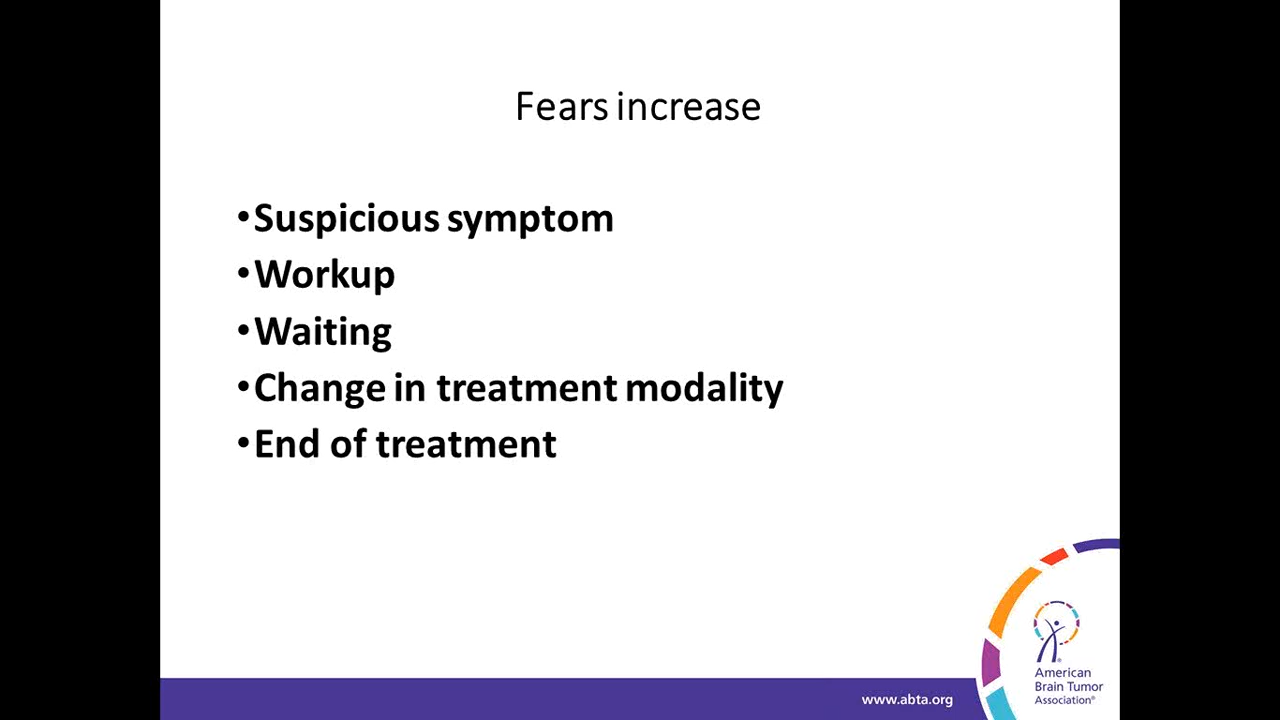 Fears increase
•Suspicious symptom
•Workup
•Waiting
•Change in treatment modality
•End of treatment
www.abta.org
American
Brain Tumor
Association®